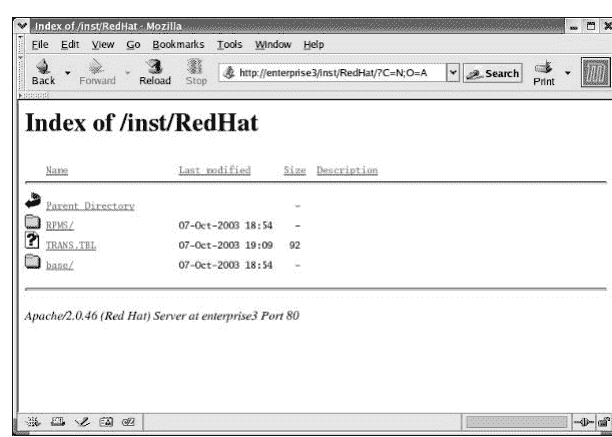 Index of /inst/RedHat - Mozilla
File Edit View Go Bookmarks Tools Window Help
Back Forward Reload Stop http://enterprise3/inst/RedHat/?C=N;O=A Search Print
Index of /inst/RedHat
Name Last modified Size Description
Parent Directory -
RPMS/ 07-Oct-2003 18:54 -
TRANS.TBL 07-Oct-2003 19:09 92
base/ 07-Oct-2003 18:54 -
Apache/2.0.46 (Red Hat) Server at enterprise3 Port 80